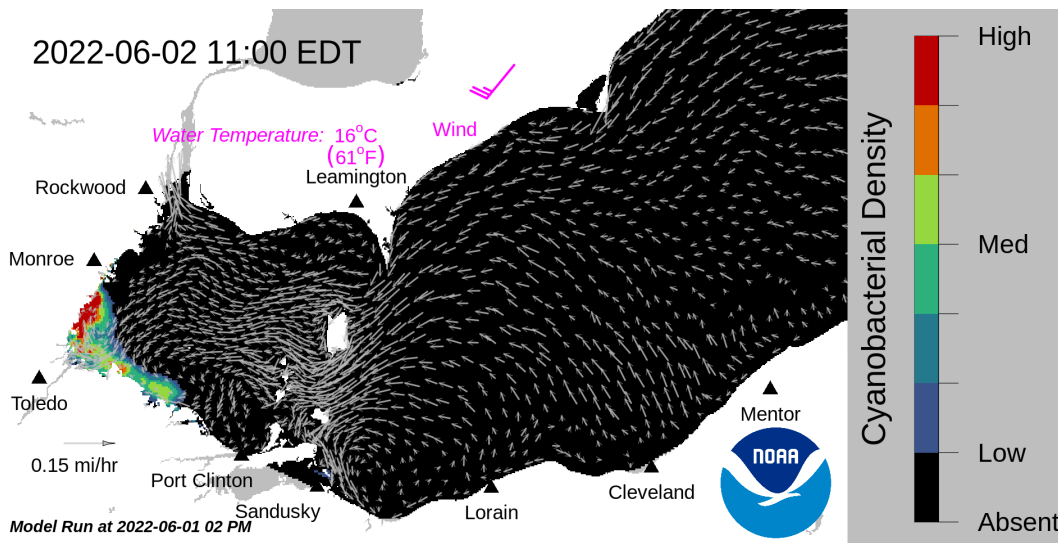 2022-06-02 11:00 EDT
High
Water Temperature: 16°C
(61°F)
Wind
Leamington
Rockwood
Monroe
Med
Cyanobacterial Density
Toledo
Mentor
NOAA
0.15 mi/hr
Low
Port Clinton
Cleveland
Sandusky
Lorain
Absent
Model Run at 2022-06-01 02 PM